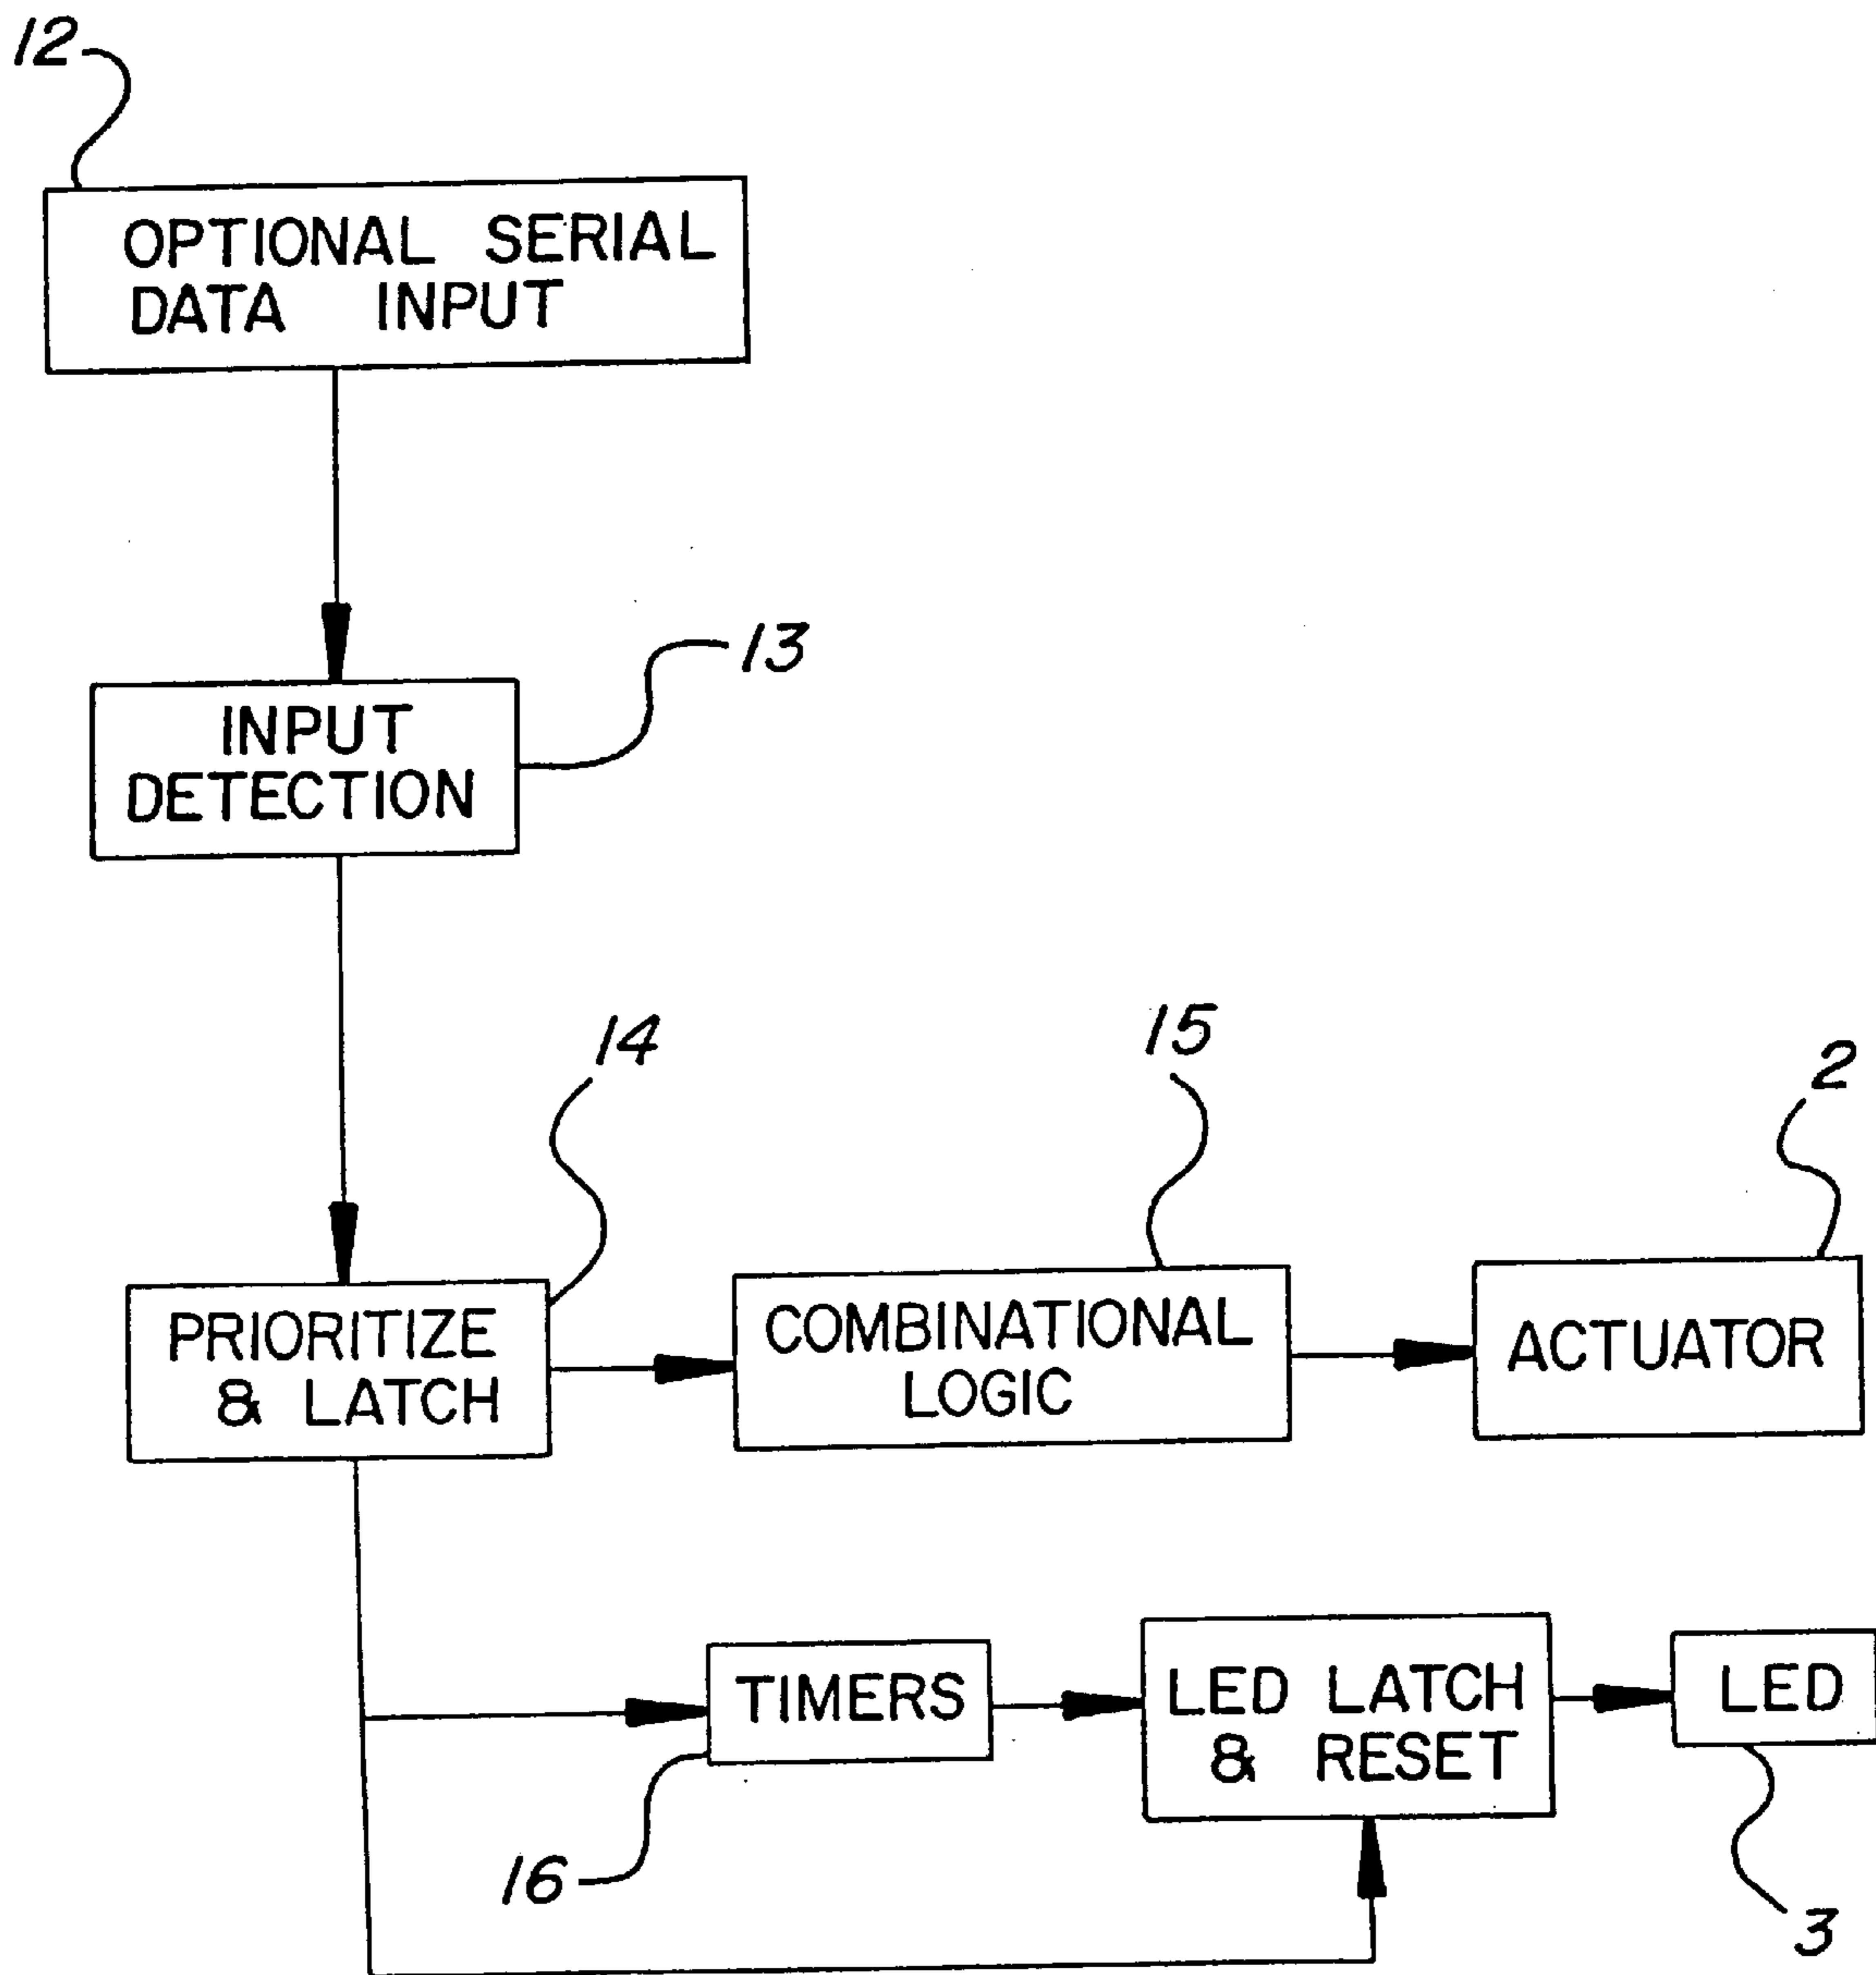 12
OPTIONAL SERIAL
DATA INPUT
13
INPUT
DETECTION
14
15
2
PRIORITIZE
& LATCH
COMBINATIONAL
LOGIC
ACTUATOR
TIMERS
LED LATCH
& RESET
LED
16
3